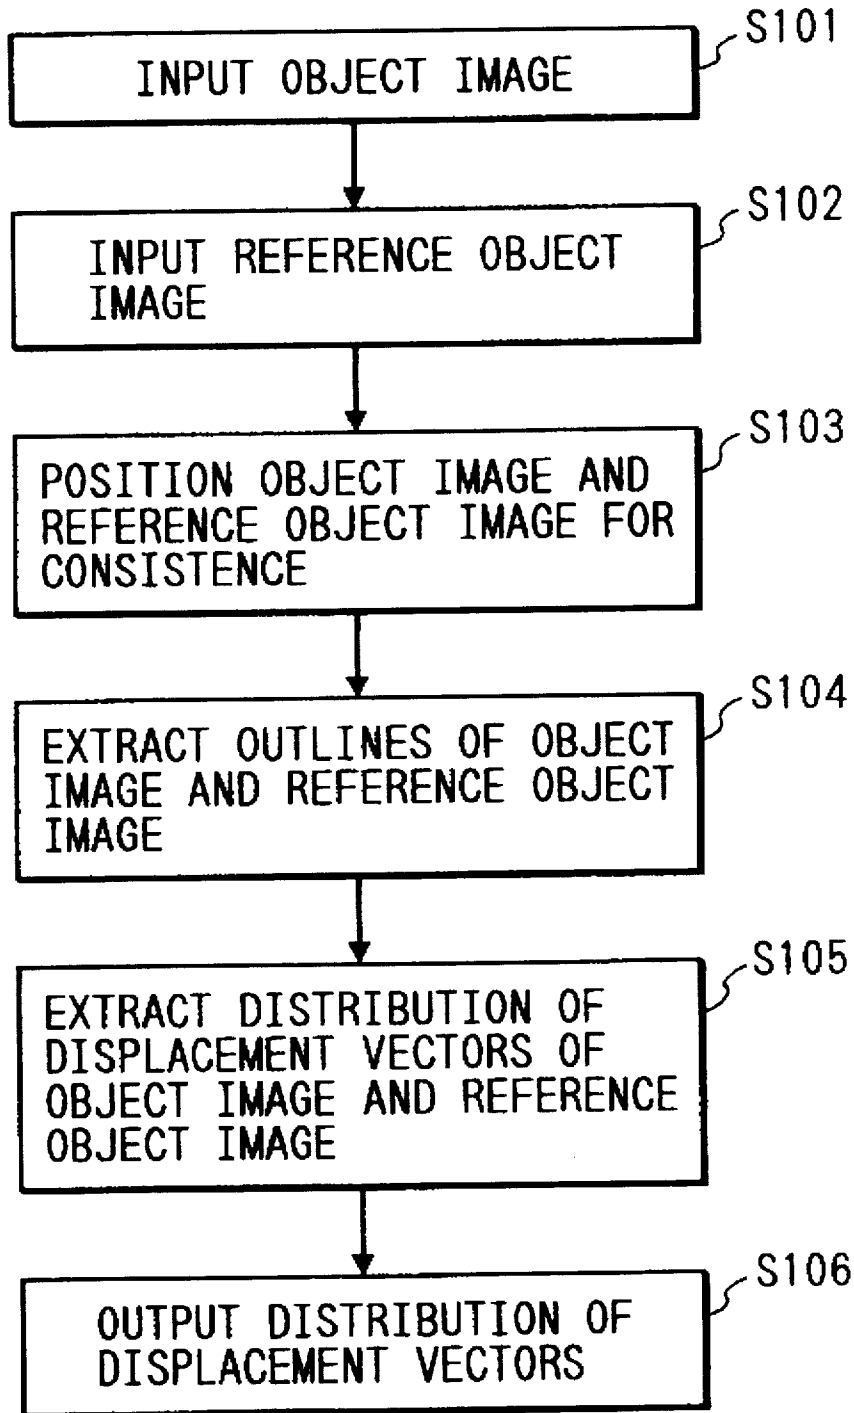 S101
INPUT OBJECT IMAGE
S102
INPUT REFERENCE OBJECT
IMAGE
S103
POSITION OBJECT IMAGE AND
REFERENCE OBJECT IMAGE FOR
CONSISTENCE
S104
EXTRACT OUTLINES OF OBJECT
IMAGE AND REFERENCE OBJECT
IMAGE
S105
EXTRACT DISTRIBUTION OF
DISPLACEMENT VECTORS OF
OBJECT IMAGE AND REFERENCE
OBJECT IMAGE
S106
OUTPUT DISTRIBUTION OF
DISPLACEMENT VECTORS